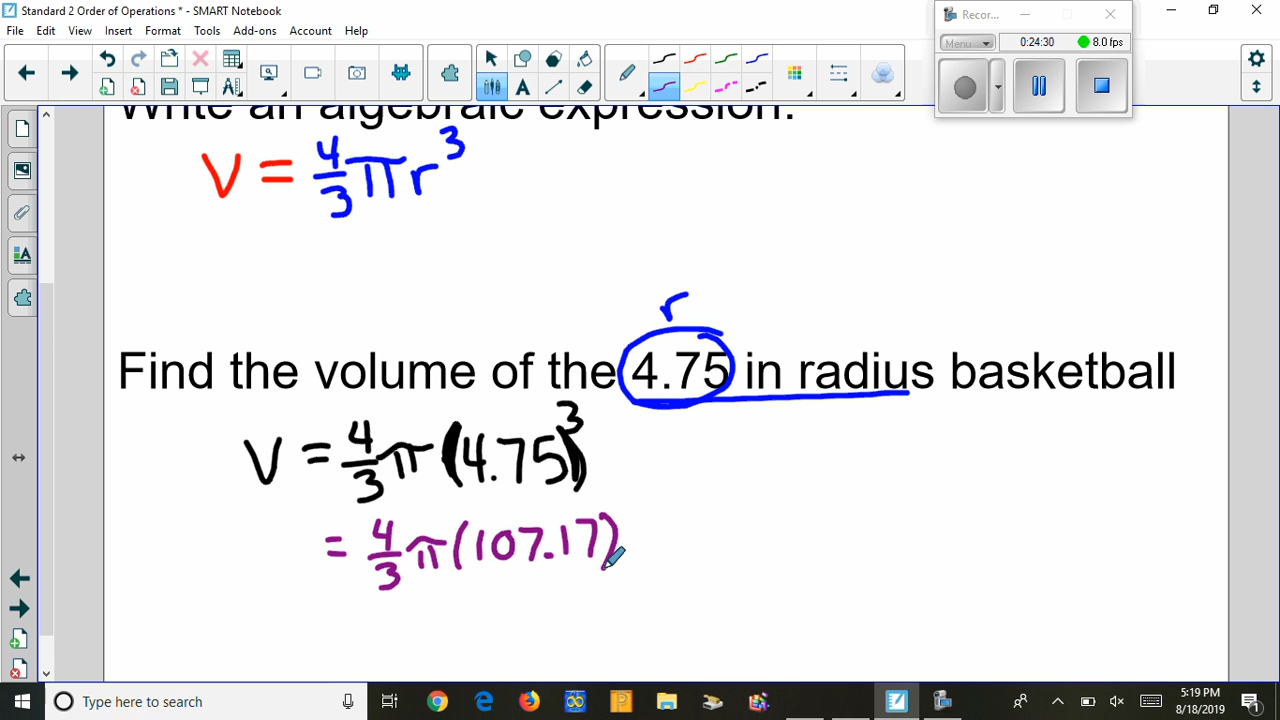 Standard 2 Order of Operations * - SMART Notebook
File Edit View Insert Format Tools Add-ons Account Help
Recor...
Menu 0:24:30 8.0 fps
Write an algebraic expression.
V = 4/3 π r³
r
Find the volume of the 4.75 in radius basketball
V = 4/3 π (4.75)³
= 4/3 π (107.17)
Type here to search
5:19 PM
8/18/2019
1